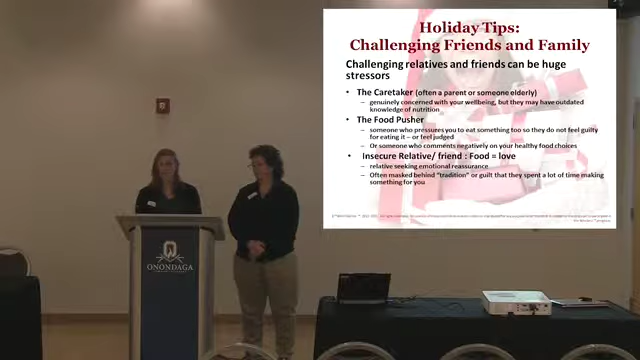 Holiday Tips:
Challenging Friends and Family
Challenging relatives and friends can be huge
stressors
• The Caretaker (often a parent or someone elderly)
– genuinely concerned with your wellbeing, but they may have outdated
knowledge of nutrition
• The Food Pusher
– someone who pressures you to eat something too so they do not feel guilty
for eating it – or feel judged
– Or someone who comments negatively on your healthy food choices
• Insecure Relative/ friend : Food = love
– relative seeking emotional reassurance
– Often masked behind "tradition" or guilt that they spent a lot of time making
something for you
ONONDAGA